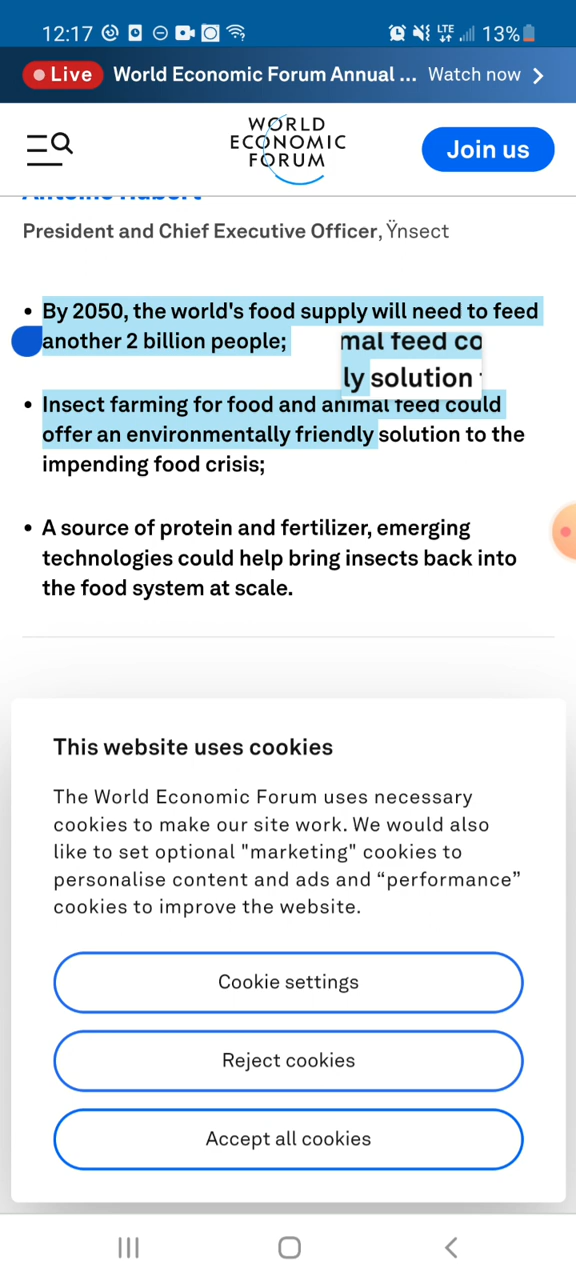 12:17 LTE 13%
Live World Economic Forum Annual ... Watch now
WORLD
ECONOMIC
FORUM
Join us
President and Chief Executive Officer, Ÿnsect
• By 2050, the world's food supply will need to feed
another 2 billion people;
mal feed co
ly solution
• Insect farming for food and animal feed could
offer an environmentally friendly solution to the
impending food crisis;
• A source of protein and fertilizer, emerging
technologies could help bring insects back into
the food system at scale.
This website uses cookies
The World Economic Forum uses necessary
cookies to make our site work. We would also
like to set optional "marketing" cookies to
personalise content and ads and “performance”
cookies to improve the website.
Cookie settings
Reject cookies
Accept all cookies